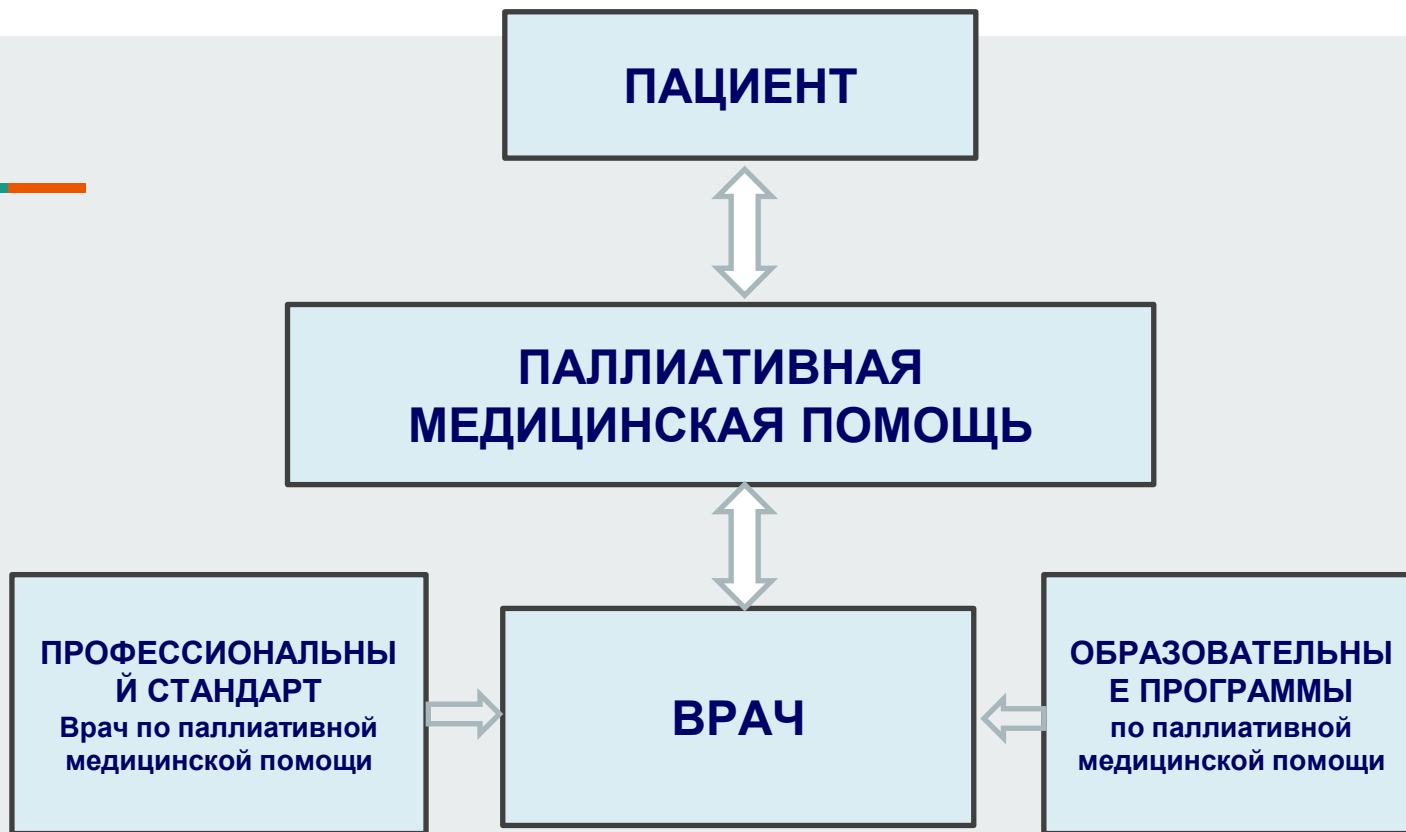 ПАЦИЕНТ
ПАЛЛИАТИВНАЯ
МЕДИЦИНСКАЯ ПОМОЩЬ
ПРОФЕССИОНАЛЬНЫ
Й СТАНДАРТ
Врач по паллиативной
медицинской помощи
ВРАЧ
ОБРАЗОВАТЕЛЬНЫ
Е ПРОГРАММЫ
по паллиативной
медицинской помощи